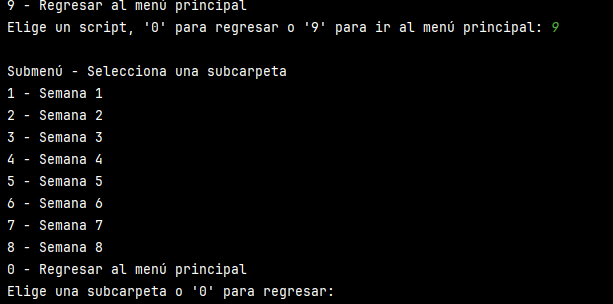 9 - Regresar al menú principal
Elige un script, '0' para regresar o '9' para ir al menú principal: 9
Submenú - Selecciona una subcarpeta
1 - Semana 1
2 - Semana 2
3 - Semana 3
4 - Semana 4
5 - Semana 5
6 - Semana 6
7 - Semana 7
8 - Semana 8
0 - Regresar al menú principal
Elige una subcarpeta o '0' para regresar: